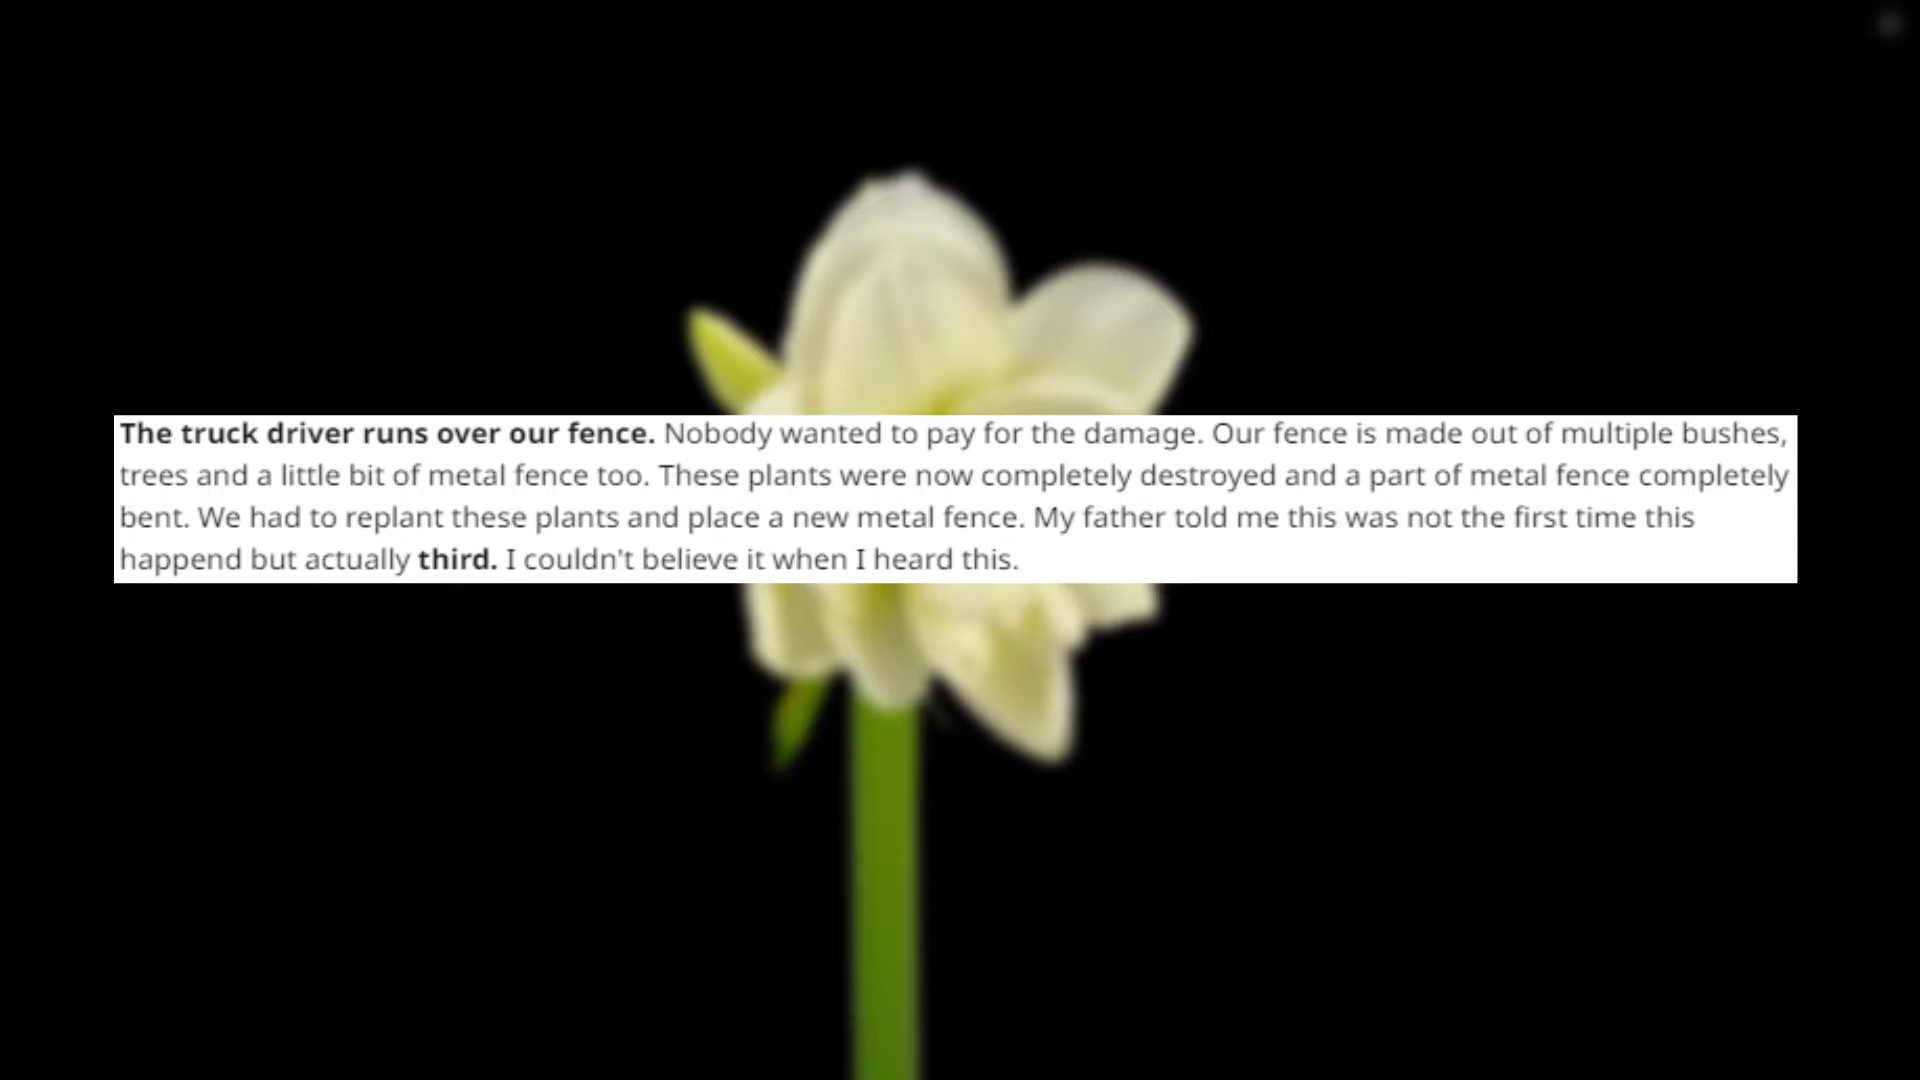 The truck driver runs over our fence. Nobody wanted to pay for the damage. Our fence is made out of multiple bushes,
trees and a little bit of metal fence too. These plants were now completely destroyed and a part of metal fence completely
bent. We had to replant these plants and place a new metal fence. My father told me this was not the first time this
happend but actually third. I couldn't believe it when I heard this.